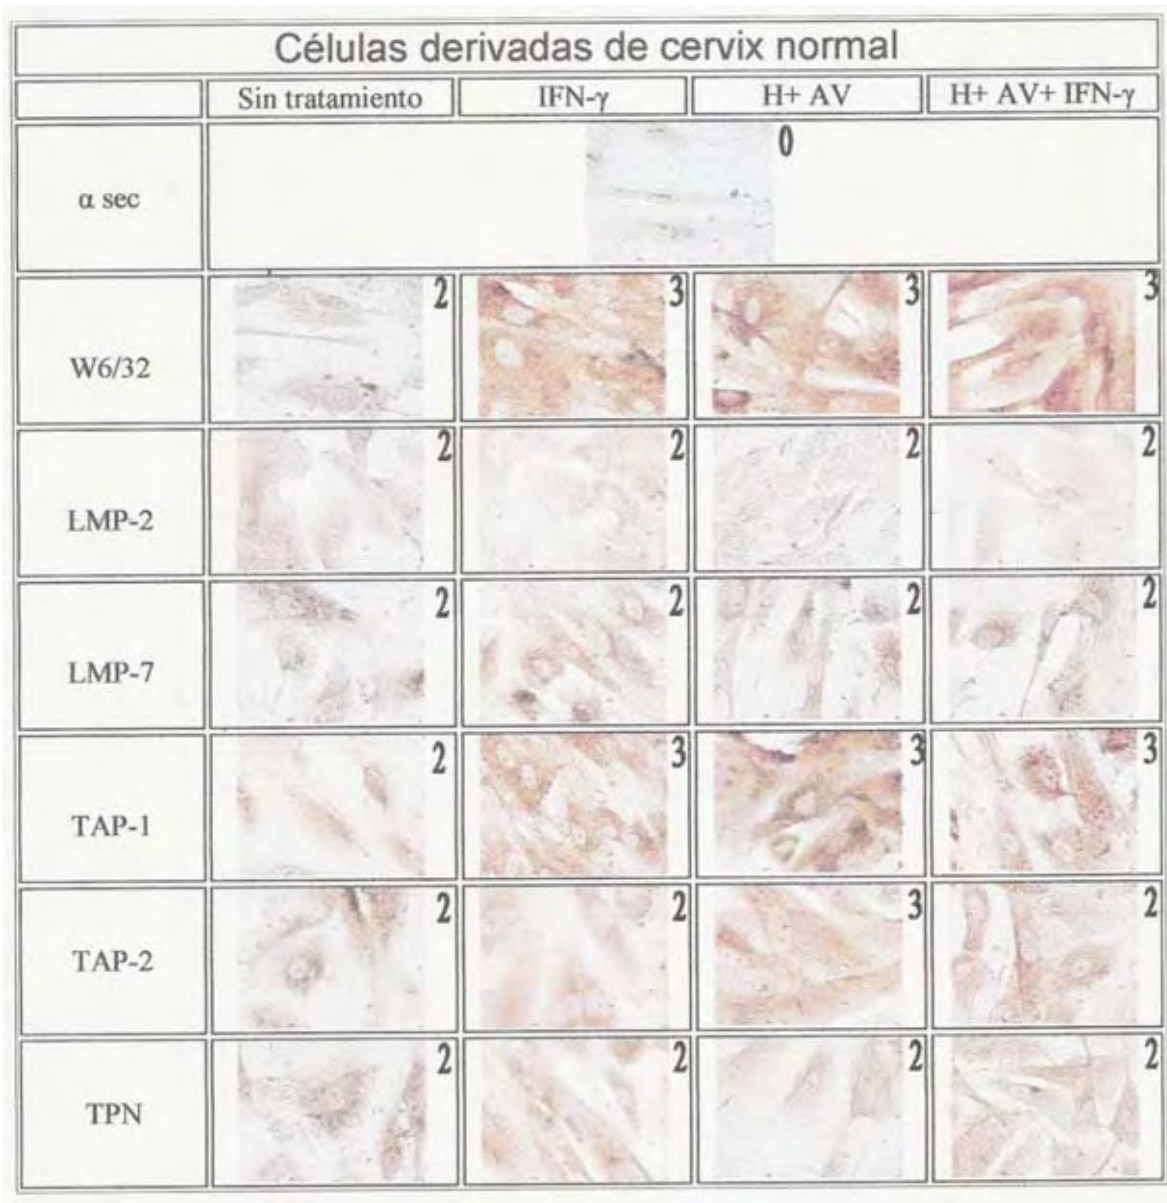 Células derivadas de cervix normal
Sin tratamiento IFN-γ H+ AV H+ AV+ IFN-γ
α sec 0
W6/32 2 3 3 3
LMP-2 2 2 2 2
LMP-7 2 2 2 2
TAP-1 2 3 3 3
TAP-2 2 2 3 2
TPN 2 2 2 2